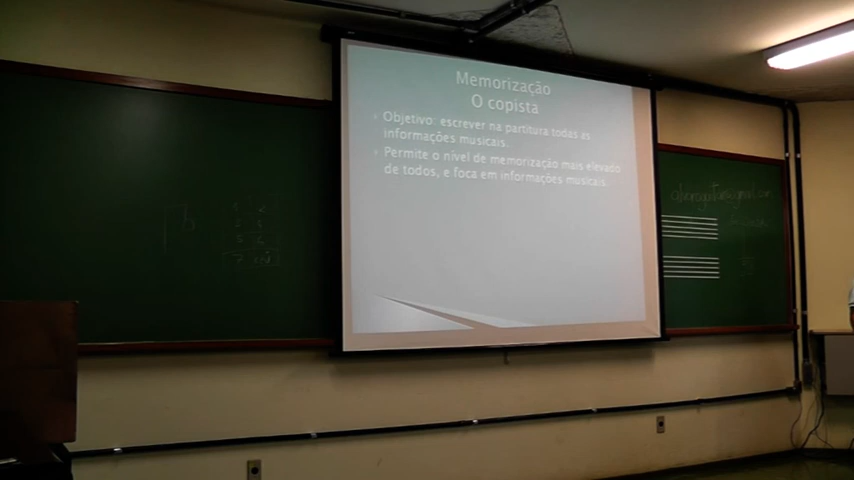 Memorização
O copista
Objetivo: escrever na partitura todas as
informações musicais.
Permite o nível de memorização mais elevado
de todos, e foca em informações musicais.